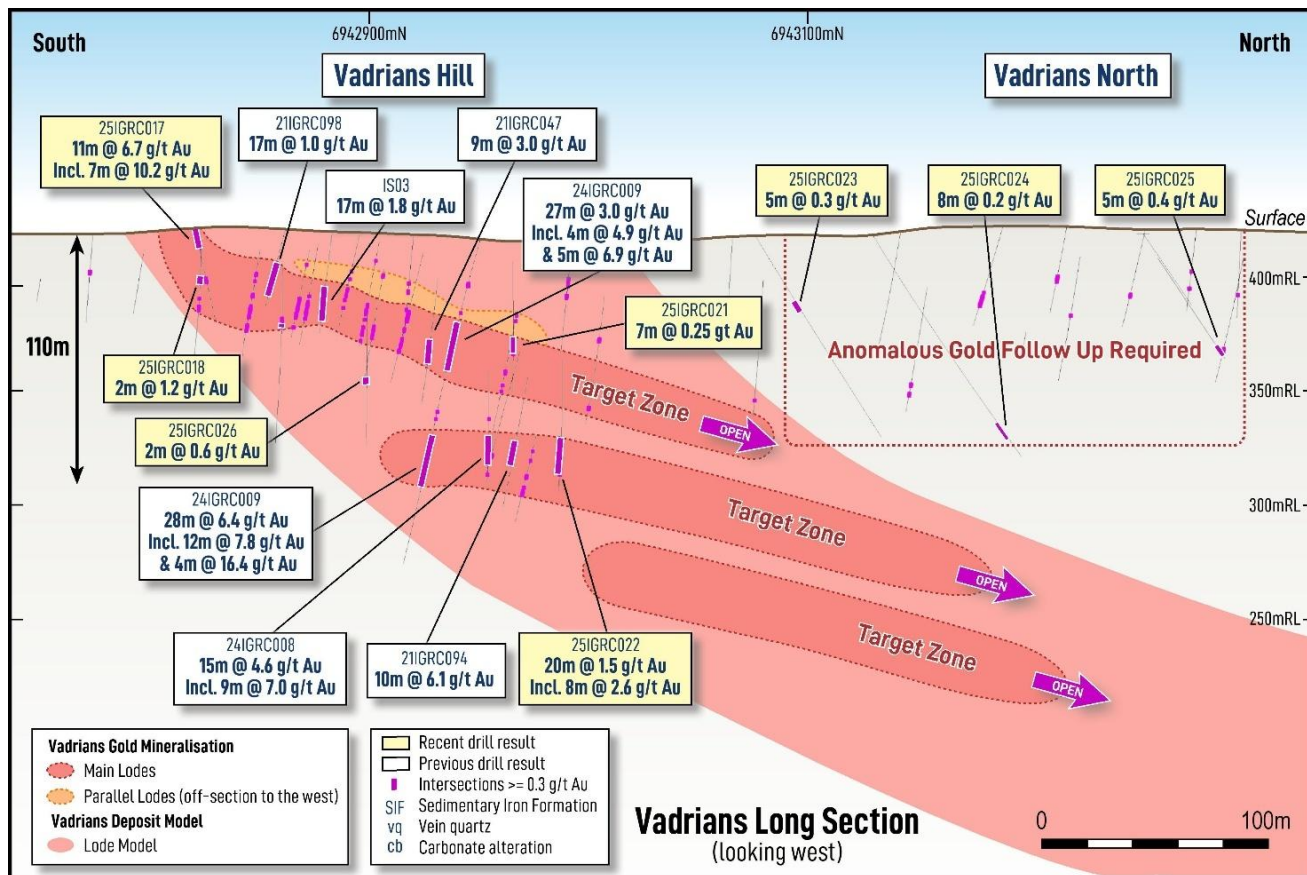 South
6942900mN
6943100mN
North
Vadrians Hill
Vadrians North
25IGRC017
11m @ 6.7 g/t Au
Incl. 7m @ 10.2 g/t Au
21IGRC098
17m @ 1.0 g/t Au
21IGRC047
9m @ 3.0 g/t Au
IS03
17m @ 1.8 g/t Au
24IGRC009
27m @ 3.0 g/t Au
Incl. 4m @ 4.9 g/t Au
& 5m @ 6.9 g/t Au
25IGRC023
5m @ 0.3 g/t Au
25IGRC024
8m @ 0.2 g/t Au
25IGRC025
5m @ 0.4 g/t Au
Surface
400mRL
110m
25IGRC021
7m @ 0.25 gt Au
Anomalous Gold Follow Up Required
25IGRC018
2m @ 1.2 g/t Au
Target Zone
OPEN
350mRL
25IGRC026
2m @ 0.6 g/t Au
24IGRC009
28m @ 6.4 g/t Au
Incl. 12m @ 7.8 g/t Au
& 4m @ 16.4 g/t Au
Target Zone
OPEN
300mRL
250mRL
24IGRC008
15m @ 4.6 g/t Au
Incl. 9m @ 7.0 g/t Au
21IGRC094
10m @ 6.1 g/t Au
25IGRC022
20m @ 1.5 g/t Au
Incl. 8m @ 2.6 g/t Au
Target Zone
OPEN
Vadrians Gold Mineralisation
Main Lodes
Parallel Lodes (off-section to the west)
Vadrians Deposit Model
Lode Model
Recent drill result
Previous drill result
Intersections >= 0.3 g/t Au
SIF Sedimentary Iron Formation
vq Vein quartz
cb Carbonate alteration
Vadrians Long Section
(looking west)
0 100m